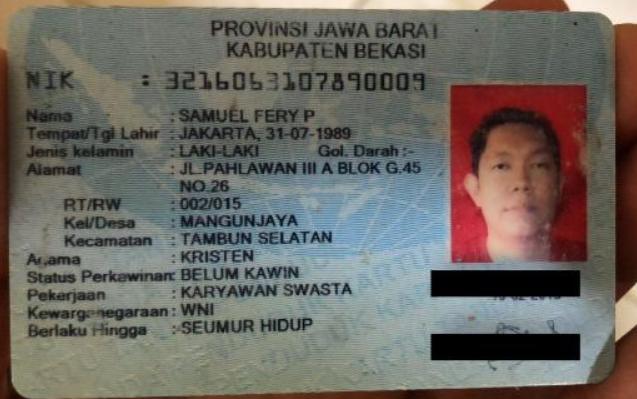 PROVINSI JAWA BARAT
KABUPATEN BEKASI
NIK : 3216063107890009
Nama : SAMUEL FERY P
Tempat/Tgl Lahir : JAKARTA, 31-07-1989
Jenis kelamin : LAKI-LAKI Gol. Darah :-
Alamat : JL.PAHLAWAN III A BLOK G.45
NO.26
RT/RW : 002/015
Kel/Desa : MANGUNJAYA
Kecamatan : TAMBUN SELATAN
Agama : KRISTEN
Status Perkawinan: BELUM KAWIN
Pekerjaan : KARYAWAN SWASTA
Kewarganegaraan: WNI
Berlaku Hingga : SEUMUR HIDUP